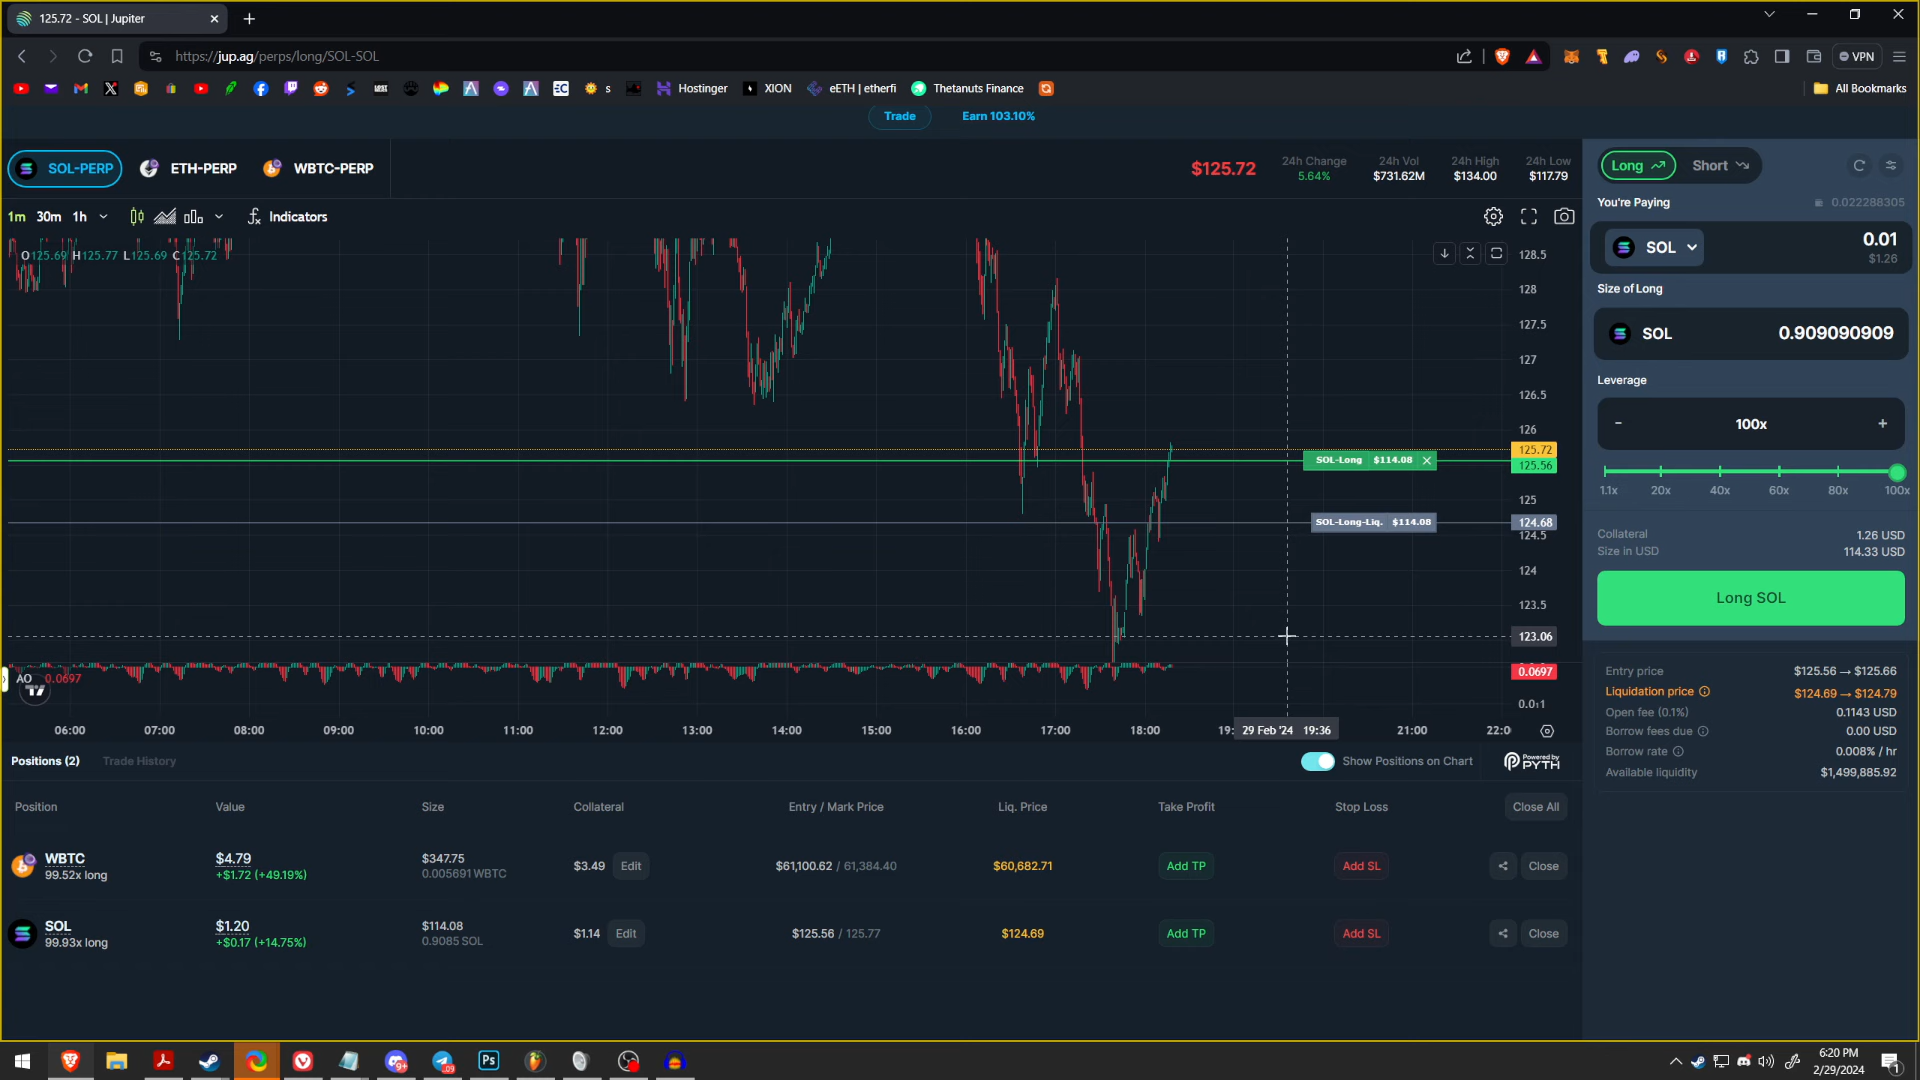 125.72 - SOL | Jupiter
https://jup.ag/perps/long/SOL-SOL
VPN
s
Hostinger
XION
eETH | etherfi
Thetanuts Finance
All Bookmarks
Trade
Earn 103.10%
SOL-PERP
ETH-PERP
WBTC-PERP
$125.72
24h Change
5.64%
24h Vol
$731.62M
24h High
$134.00
24h Low
$117.79
Long
Short
1m 30m 1h
Indicators
O125.69 H125.77 L125.69 C125.72
128.5
128
127.5
127
126.5
126
125.72
125.56
125
124.68
124.5
124
123.5
123.06
0.0697
SOL-Long $114.08
SOL-Long-Liq. $114.08
AO 0.0697
06:00 07:00 08:00 09:00 10:00 11:00 12:00 13:00 14:00 15:00 16:00 17:00 18:00 29 Feb '24 19:36 21:00
You're Paying
0.022288305
SOL
0.01
$1.26
Size of Long
SOL
0.909090909
Leverage
-
100x
+
1.1x 20x 40x 60x 80x 100x
Collateral 1.26 USD
Size in USD 114.33 USD
Long SOL
Entry price $125.56 → $125.66
Liquidation price $124.69 → $124.79
Open fee (0.1%) 0.1143 USD
Borrow fees due 0.00 USD
Borrow rate 0.008% / hr
Available liquidity $1,499,885.92
Positions (2)
Trade History
Show Positions on Chart
Powered by
PYTH
Position Value Size Collateral Entry / Mark Price Liq. Price Take Profit Stop Loss Close All
WBTC
99.52x long
$4.79
+$1.72 (+49.19%)
$347.75
0.005691 WBTC
$3.49 Edit
$61,100.62 / 61,384.40
$60,682.71
Add TP
Add SL
Close
SOL
99.93x long
$1.20
+$0.17 (+14.75%)
$114.08
0.9085 SOL
$1.14 Edit
$125.56 / 125.77
$124.69
Add TP
Add SL
Close
Ps
6:20 PM
2/29/2024